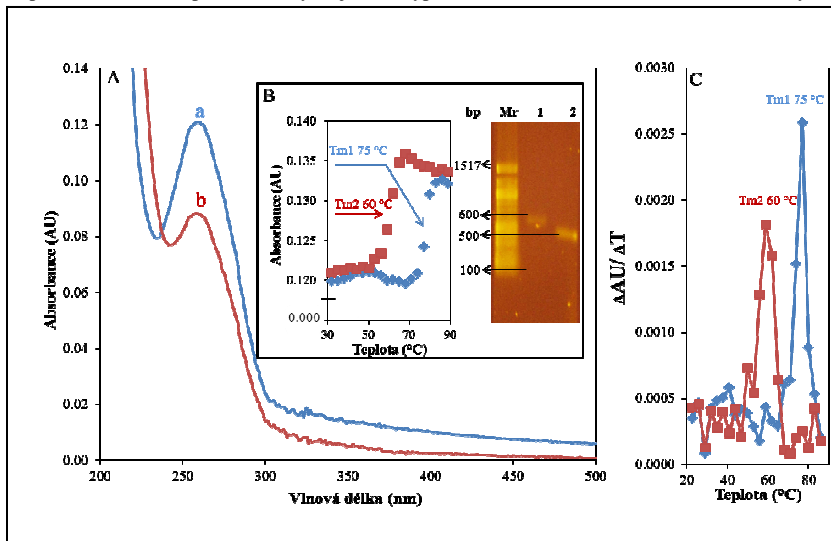 A
Absorbance (AU)
0.14
0.12
0.10
0.08
0.06
0.04
0.02
0.00
200
250
300
350
400
450
500
Vlnová délka (nm)
a
b
B
Absorbance (AU)
0.140
0.135
0.130
0.125
0.120
0.000
30
50
70
90
Teplota (°C)
Tm1 75 °C
Tm2 60 °C
bp
Mr
1
2
1517
600
500
100
C
ΔAU/ ΔT
0.0030
0.0025
0.0020
0.0015
0.0010
0.0005
0.0000
20
40
60
80
Teplota (°C)
Tm1 75 °C
Tm2 60 °C